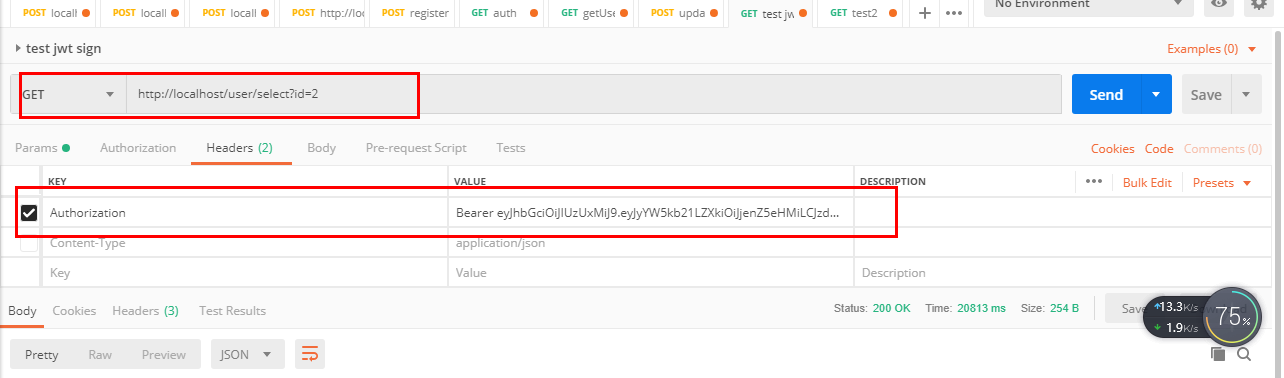 POST locall POST locall POST locall POST http://loc POST register GET auth GET getUse POST upda GET test jw GET test2 + ••• No Environment
test jwt sign Examples (0)
GET http://localhost/user/select?id=2 Send Save
Params Authorization Headers (2) Body Pre-request Script Tests Cookies Code Comments (0)
KEY VALUE DESCRIPTION ••• Bulk Edit Presets
Authorization Bearer eyJhbGciOiJIUzUxMiJ9.eyJyYW5kb21LZXkiOiJjenZ5eHMiLCJzd...
Content-Type application/json
Key Value Description
Body Cookies Headers (3) Test Results Status: 200 OK Time: 20813 ms Size: 254 B Save
13.3K/s
1.9K/s
75%
Pretty Raw Preview JSON